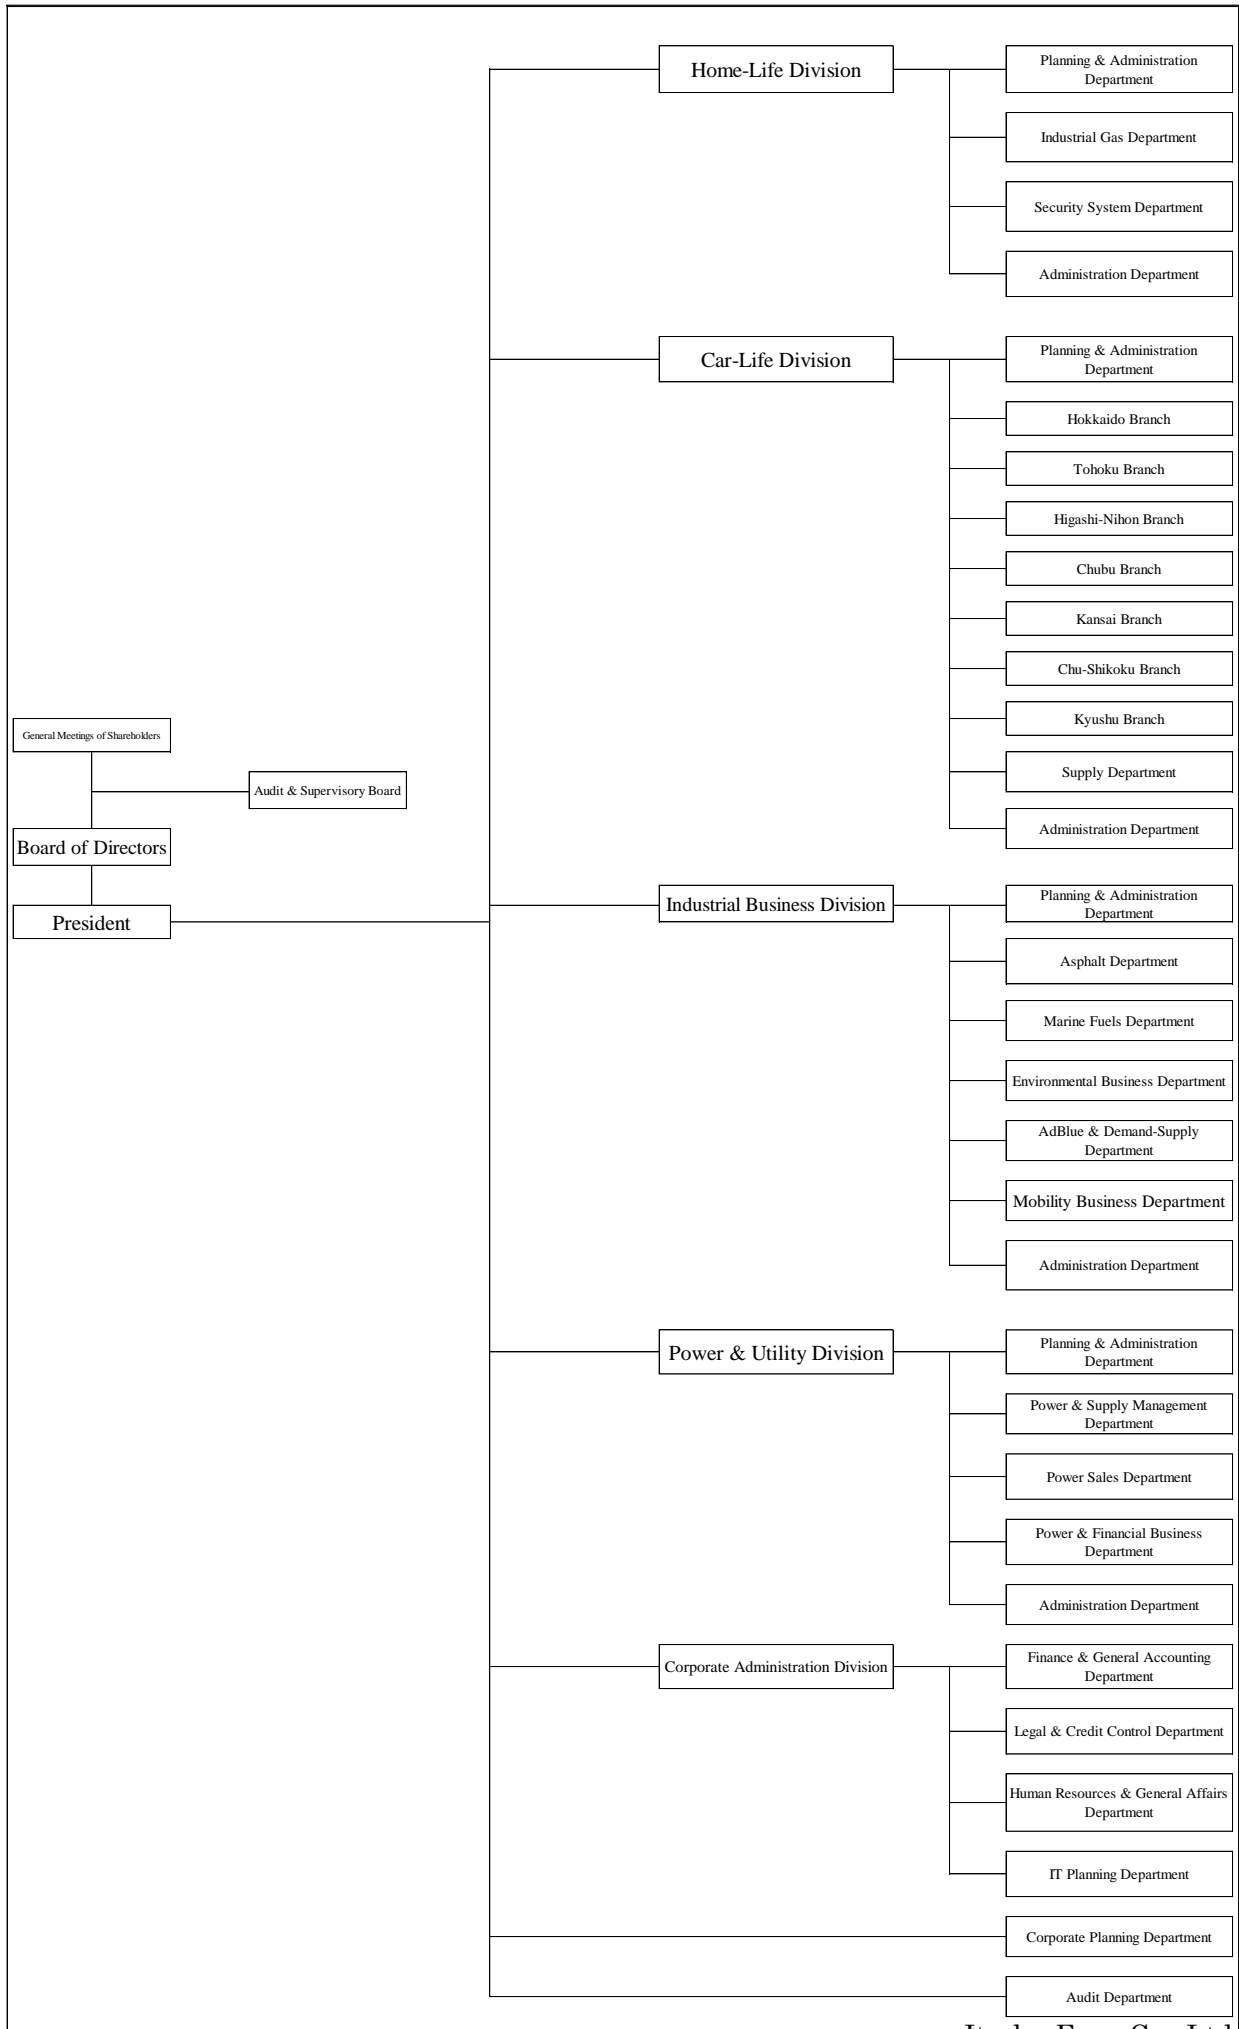 General Meetings of Shareholders
Audit & Supervisory Board
Board of Directors
President
Home-Life Division
Planning & Administration
Department
Industrial Gas Department
Security System Department
Administration Department
Car-Life Division
Planning & Administration
Department
Hokkaido Branch
Tohoku Branch
Higashi-Nihon Branch
Chubu Branch
Kansai Branch
Chu-Shikoku Branch
Kyushu Branch
Supply Department
Administration Department
Industrial Business Division
Planning & Administration
Department
Asphalt Department
Marine Fuels Department
Environmental Business Department
AdBlue & Demand-Supply
Department
Mobility Business Department
Administration Department
Power & Utility Division
Planning & Administration
Department
Power & Supply Management
Department
Power Sales Department
Power & Financial Business
Department
Administration Department
Corporate Administration Division
Finance & General Accounting
Department
Legal & Credit Control Department
Human Resources & General Affairs
Department
IT Planning Department
Corporate Planning Department
Audit Department